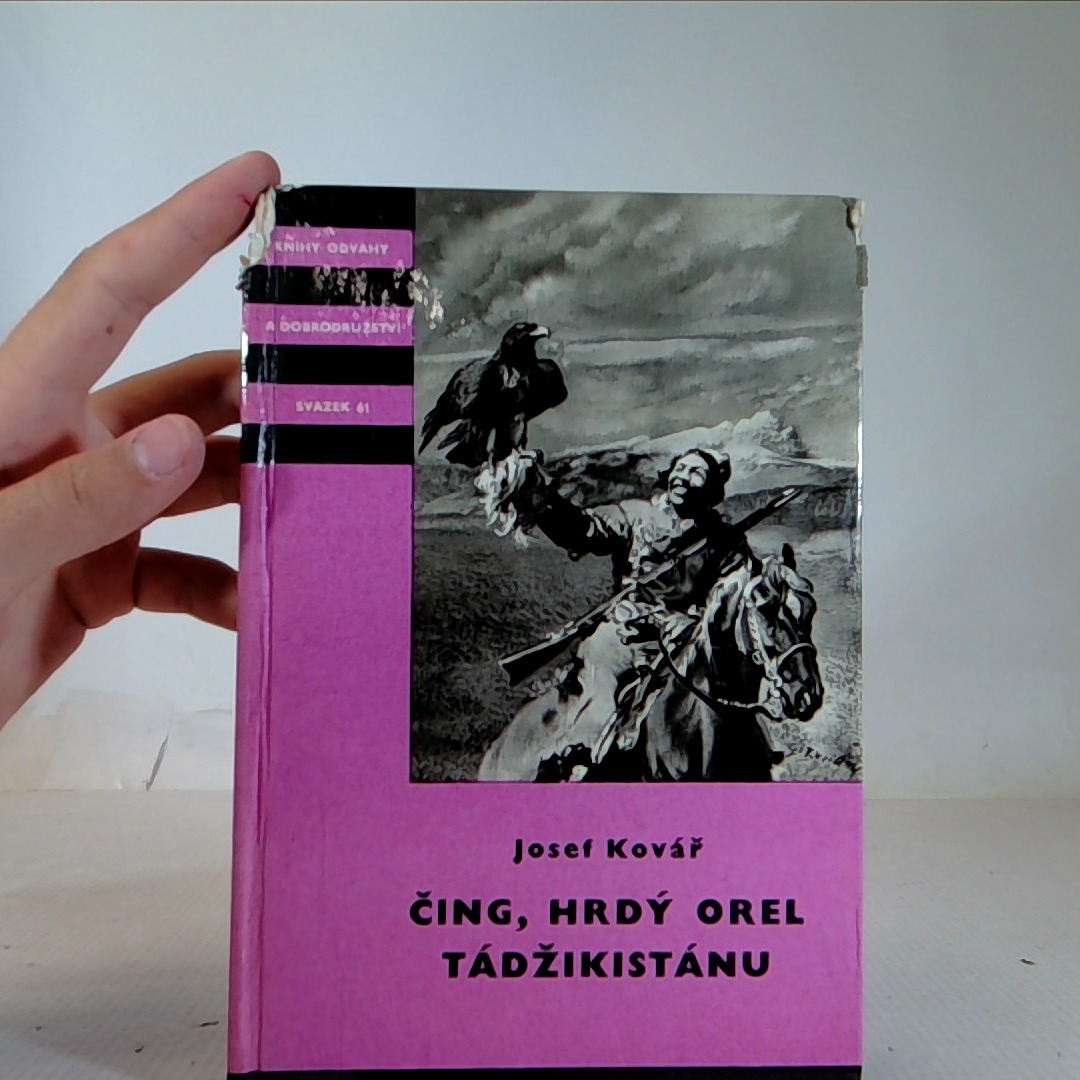 KNIHY ODVAHY
A DOBRODRUŽSTVÍ
SVAZEK 61
Josef Kovář
ČING, HRDÝ OREL
TÁDŽIKISTÁNU